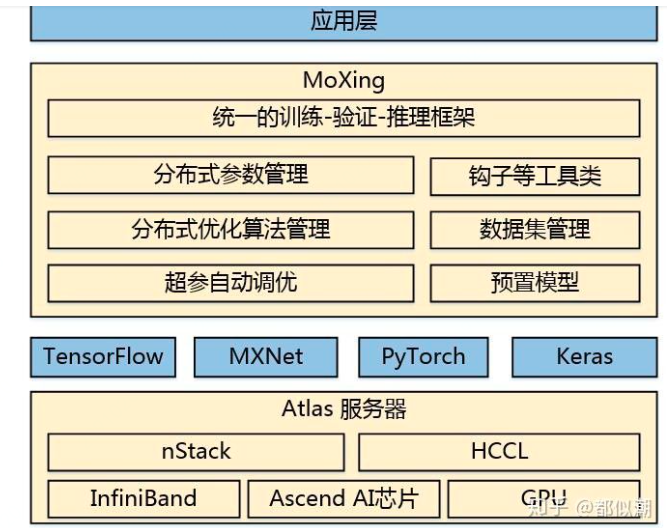 应用层
MoXing
统一的训练-验证-推理框架
分布式参数管理
钩子等工具类
分布式优化算法管理
数据集管理
超参自动调优
预置模型
TensorFlow
MXNet
PyTorch
Keras
Atlas 服务器
nStack
HCCL
InfiniBand
Ascend AI芯片
GPU
知乎 @都似潮